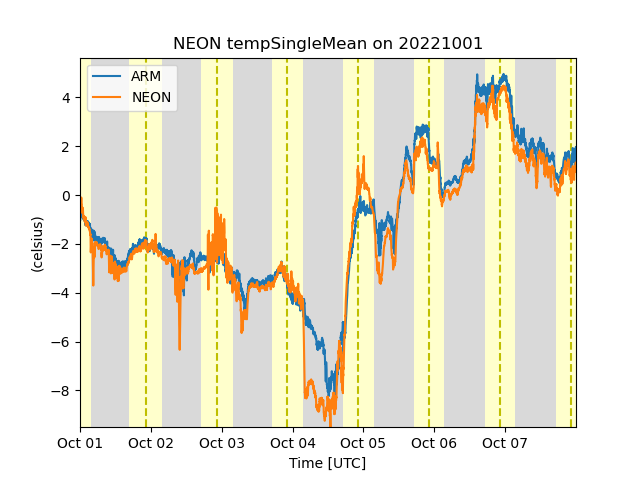 NEON tempSingleMean on 20221001
ARM
NEON
(celsius)
4
2
0
−2
−4
−6
−8
Oct 01 Oct 02 Oct 03 Oct 04 Oct 05 Oct 06 Oct 07
Time [UTC]